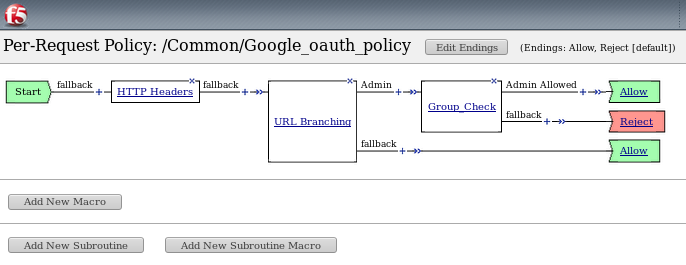 f5
Per-Request Policy: /Common/Google_oauth_policy
Edit Endings
(Endings: Allow, Reject [default])
Start
fallback
+
HTTP Headers
fallback
+
URL Branching
Admin
+
Group_Check
Admin Allowed
+
Allow
fallback
+
Reject
fallback
+
Allow
Add New Macro
Add New Subroutine
Add New Subroutine Macro